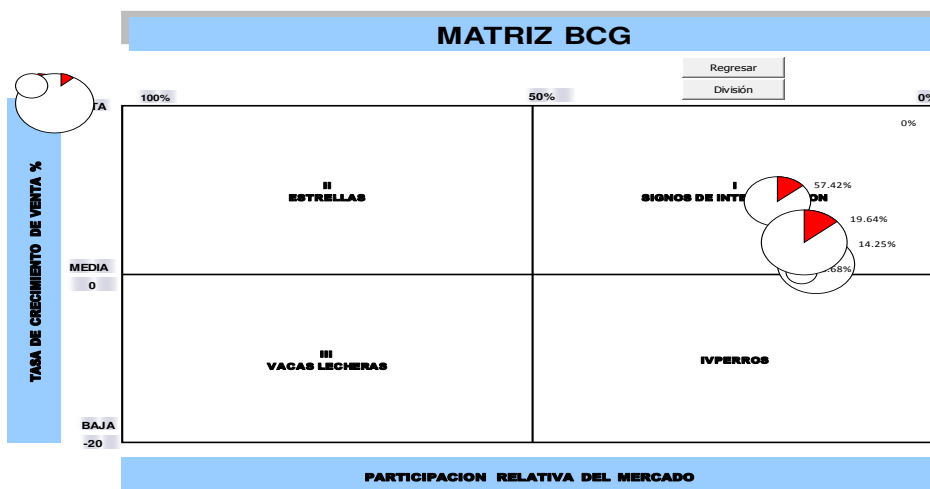 MATRIZ BCG
Regresar
División
100%
50%
0%
TA
0%
II
ESTRELLAS
I
SIGNOS DE INTE ON
57.42%
19.64%
14.25%
.68%
MEDIA
0
TASA DE CRECIMIENTO DE VENTA %
III
VACAS LECHERAS
IVPERROS
BAJA
-20
PARTICIPACION RELATIVA DEL MERCADO